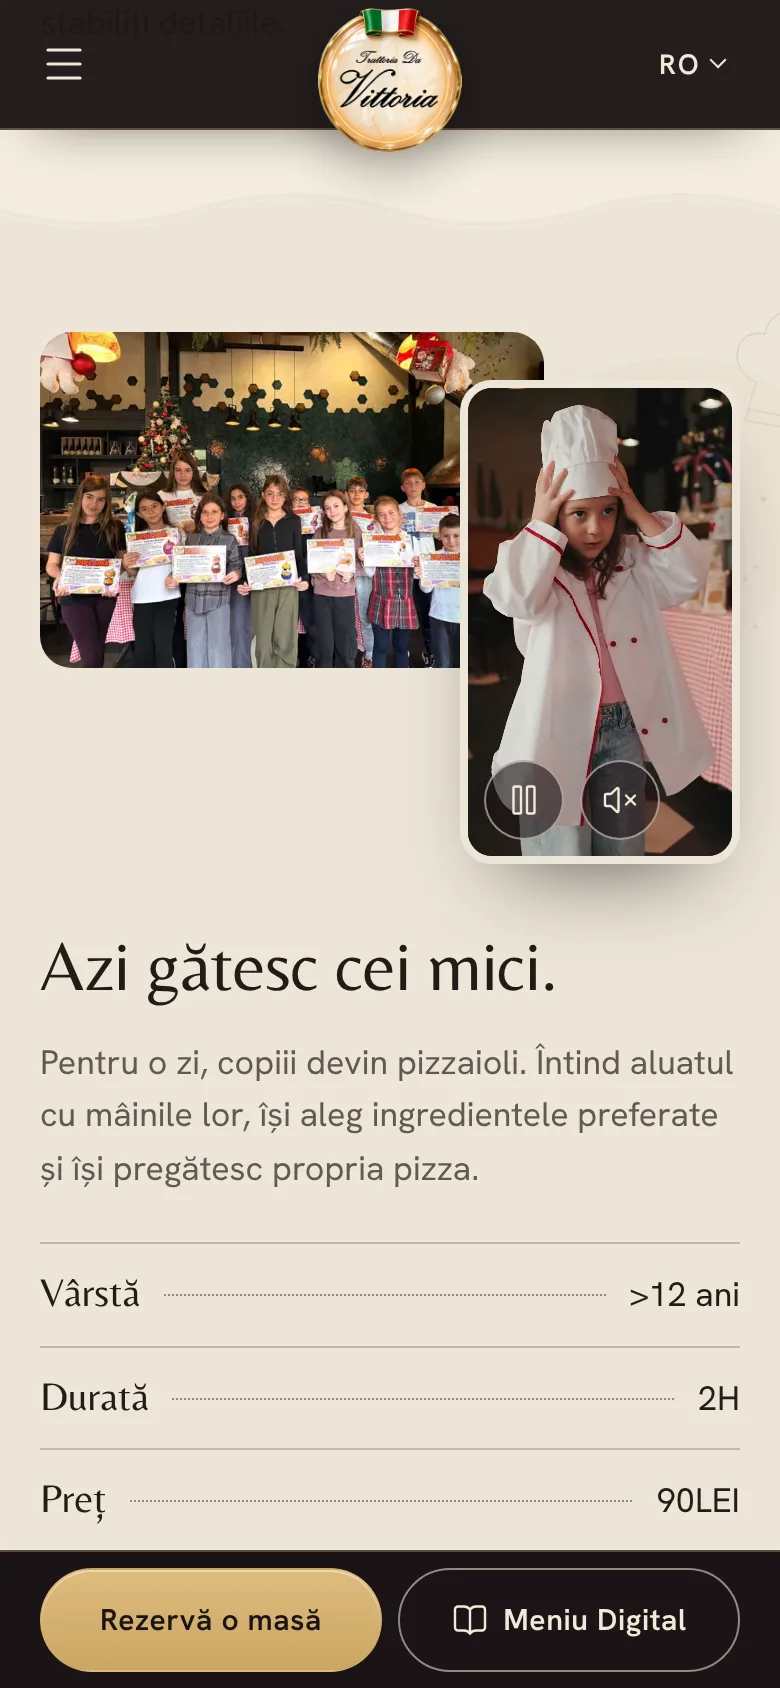 stabiliți detaliile.
Trattoria Da
Vittoria
RO
Azi gătesc cei mici.
Pentru o zi, copiii devin pizzaioli. Întind aluatul
cu mâinile lor, își aleg ingredientele preferate
și își pregătesc propria pizza.
Vârstă >12 ani
Durată 2H
Preț 90LEI
Rezervă o masă
Meniu Digital